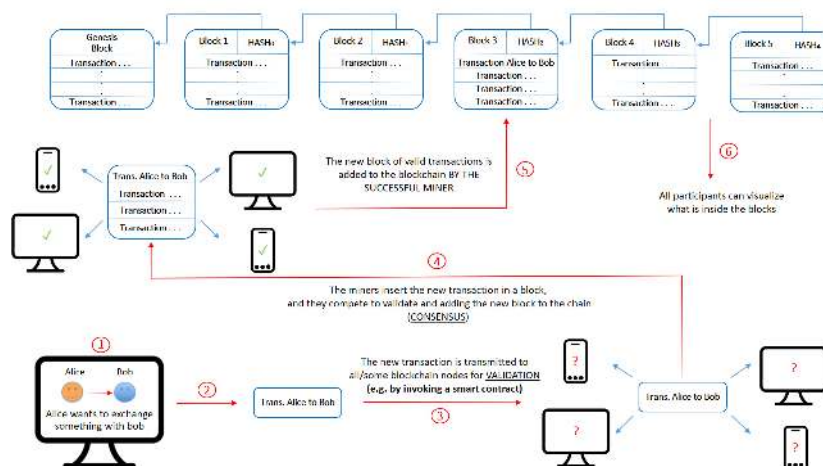 Genesis
Block
Transaction . . .
Transaction . . .
Block 1
HASH₀
Transaction . . .
Transaction . . .
Block 2
HASH₁
Transaction . . .
Transaction . . .
Block 3
HASH₂
Transaction Alice to Bob
Transaction . . .
Transaction . . .
Transaction . . .
Block 4
HASH₃
Transaction
Transaction . . .
Block 5
HASH₄
Transaction . . .
Transaction . . .
Trans. Alice to Bob
Transaction . . .
Transaction . . .
Transaction . . .
The new block of valid transactions is
added to the blockchain BY THE
SUCCESSFUL MINER
5
6
All participants can visualize
what is inside the blocks
4
The miners insert the new transaction in a block,
and they compete to validate and adding the new block to the chain
(CONSENSUS)
1
Alice
Bob
Alice wants to exchange
something with bob
2
Trans. Alice to Bob
The new transaction is transmitted to
all/some blockchain nodes for VALIDATION
(e.g. by invoking a smart contract)
3
?
?
Trans. Alice to Bob
?
?